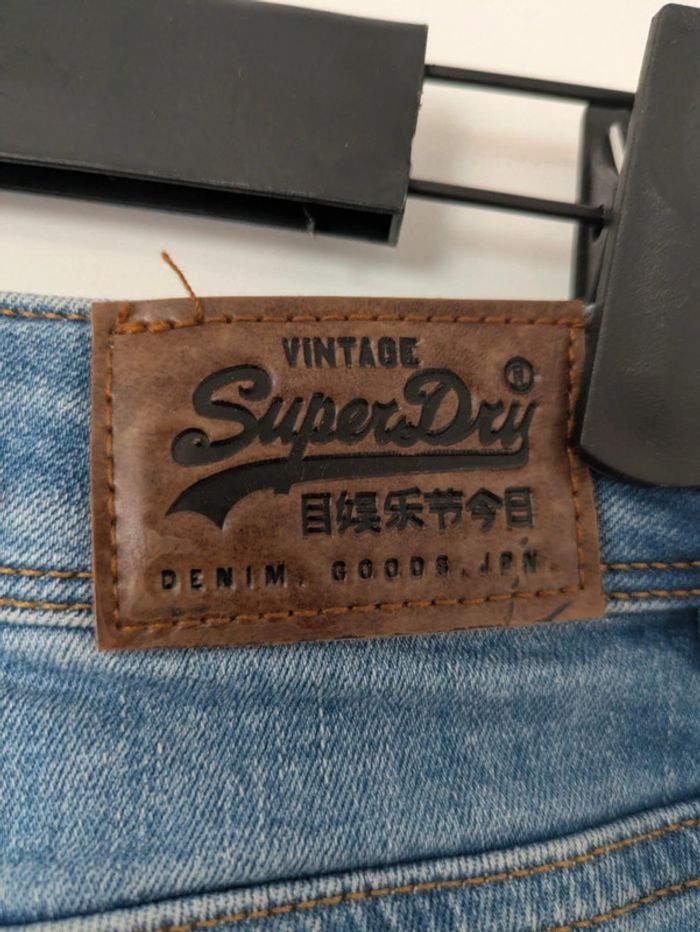 VINTAGE
SuperDry®
目娱乐节今日
DENIM. GOODS. JPN.